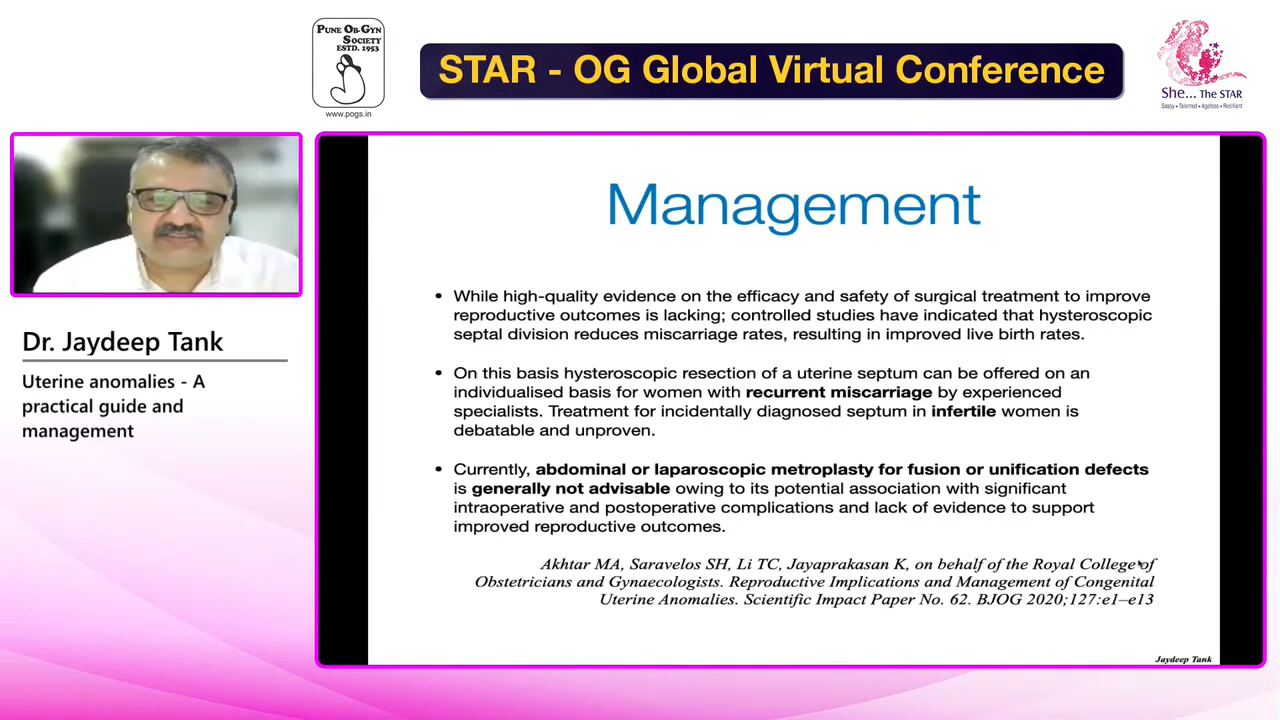 PUNE OB-GYN
SOCIETY
ESTD. 1953
www.pogs.in
STAR - OG Global Virtual Conference
She... The STAR
Sassy • Talented • Ageless • Resilient
Dr. Jaydeep Tank
Uterine anomalies - A
practical guide and
management
Management
• While high-quality evidence on the efficacy and safety of surgical treatment to improve
reproductive outcomes is lacking; controlled studies have indicated that hysteroscopic
septal division reduces miscarriage rates, resulting in improved live birth rates.
• On this basis hysteroscopic resection of a uterine septum can be offered on an
individualised basis for women with recurrent miscarriage by experienced
specialists. Treatment for incidentally diagnosed septum in infertile women is
debatable and unproven.
• Currently, abdominal or laparoscopic metroplasty for fusion or unification defects
is generally not advisable owing to its potential association with significant
intraoperative and postoperative complications and lack of evidence to support
improved reproductive outcomes.
Akhtar MA, Saravelos SH, Li TC, Jayaprakasan K, on behalf of the Royal College of
Obstetricians and Gynaecologists. Reproductive Implications and Management of Congenital
Uterine Anomalies. Scientific Impact Paper No. 62. BJOG 2020;127:e1–e13
Jaydeep Tank